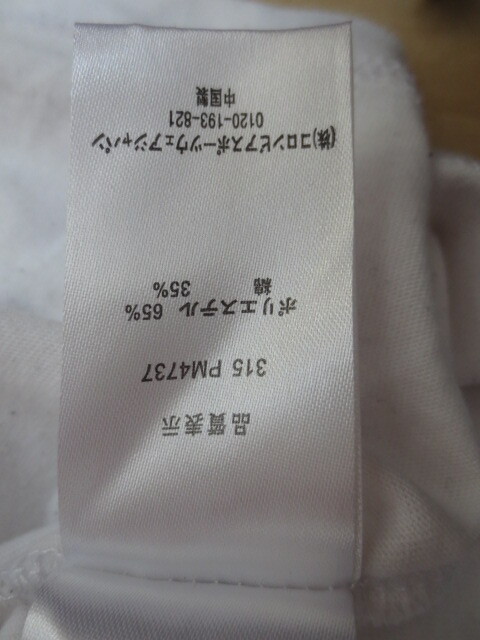 品質表示
315 PM4737
ポリエステル 65%
綿 35%
(株)コロンビアスポーツウェアジャパン
0120-193-821
中国製